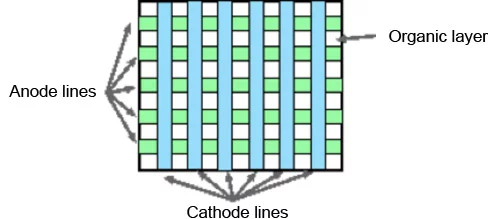 Organic layer
Anode lines
Cathode lines